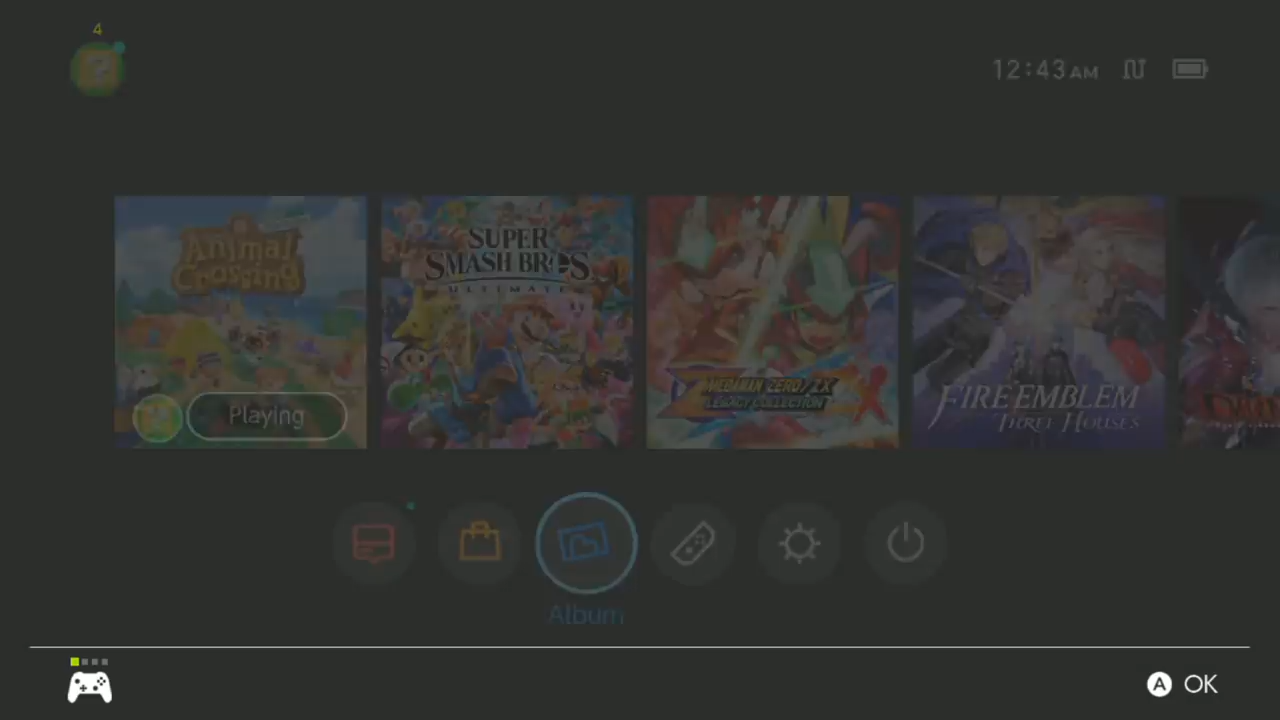 4
12:43 AM
Animal
Crossing
Playing
SUPER
SMASH BROS
ULTIMATE
MEGAMAN ZERO/ZX
LEGACY COLLECTION
FIRE EMBLEM
THREE HOUSES
Album
A OK